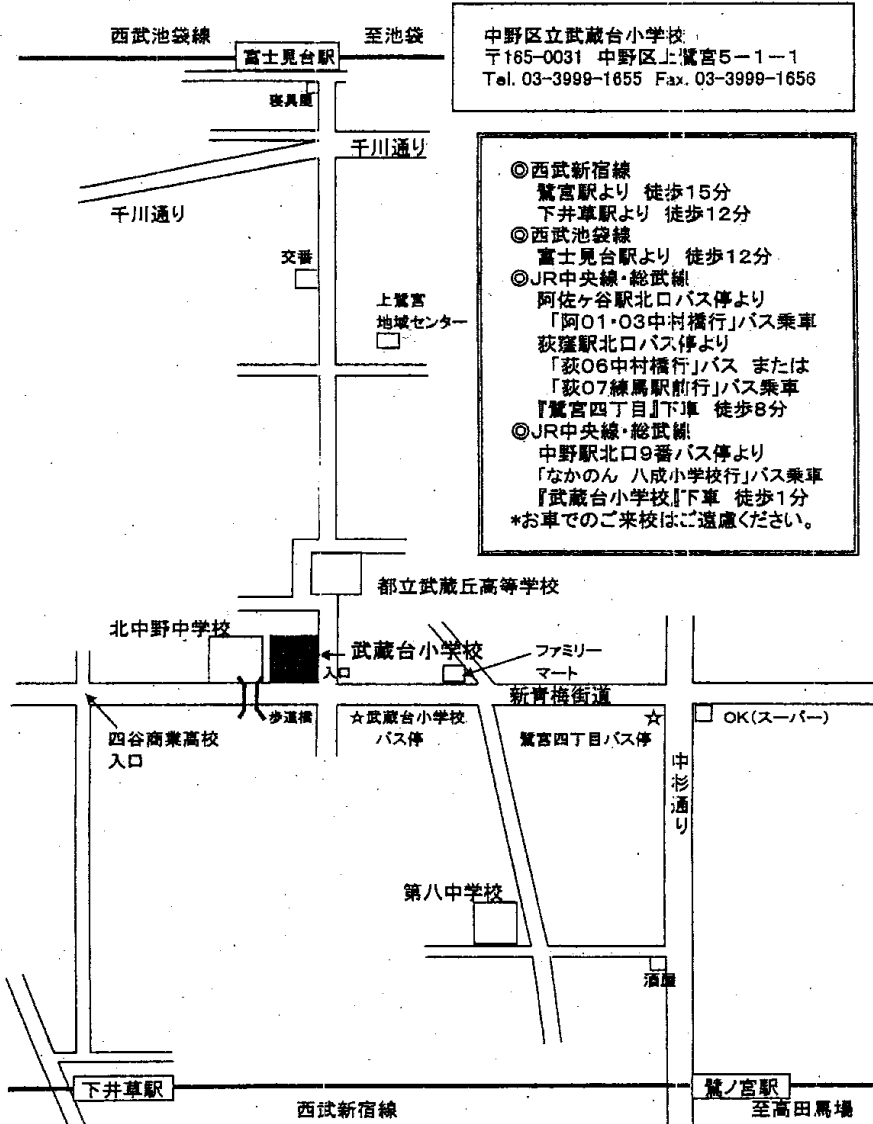 西武池袋線
富士見台駅
至池袋
中野区立武蔵台小学校
〒165-0031 中野区上鷺宮5-1-1
Tel. 03-3999-1655 Fax. 03-3999-1656
寝具屋
千川通り
千川通り
交番
上鷺宮
地域センター
◎西武新宿線
鷺宮駅より 徒歩15分
下井草駅より 徒歩12分
◎西武池袋線
富士見台駅より 徒歩12分
◎JR中央線・総武線
阿佐ヶ谷駅北口バス停より
「阿01・03中村橋行」バス乗車
荻窪駅北口バス停より
「荻06中村橋行」バス または
「荻07練馬駅前行」バス乗車
『鷺宮四丁目』下車 徒歩8分
◎JR中央線・総武線
中野駅北口9番バス停より
「なかのん 八成小学校行」バス乗車
『武蔵台小学校』下車 徒歩1分
*お車でのご来校はご遠慮ください。
都立武蔵丘高等学校
北中野中学校
武蔵台小学校
入口
ファミリー
マート
新青梅街道
歩道橋
☆武蔵台小学校
バス停
☆
鷺宮四丁目バス停
OK(スーパー)
四谷商業高校
入口
中杉通り
第八中学校
酒屋
下井草駅
西武新宿線
鷺ノ宮駅
至高田馬場